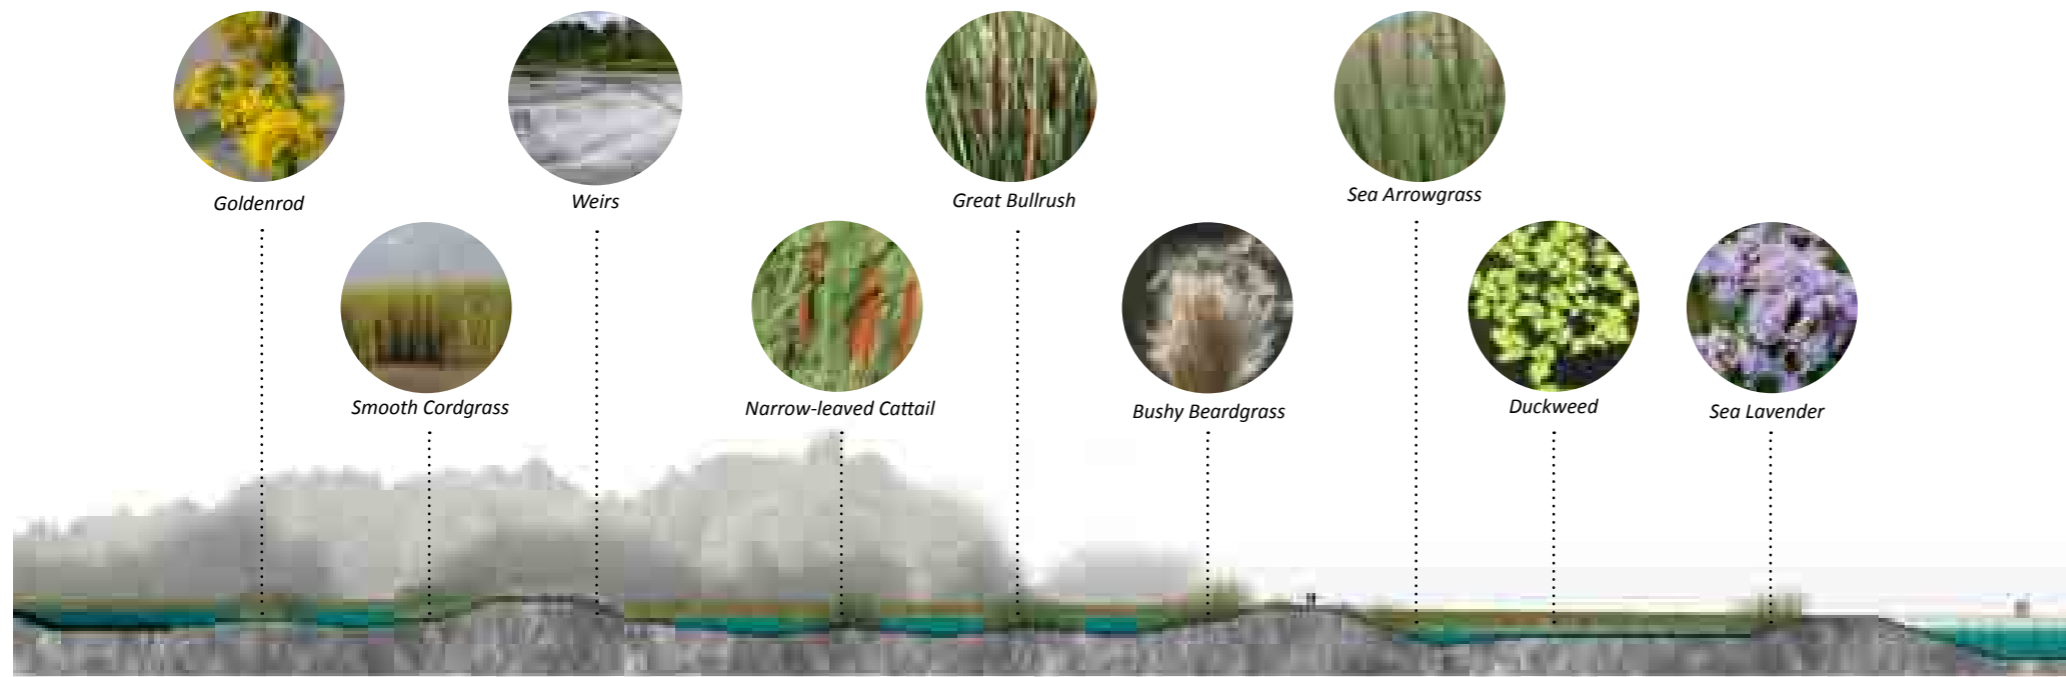 Goldenrod
Weirs
Great Bullrush
Sea Arrowgrass
Smooth Cordgrass
Narrow-leaved Cattail
Bushy Beardgrass
Duckweed
Sea Lavender